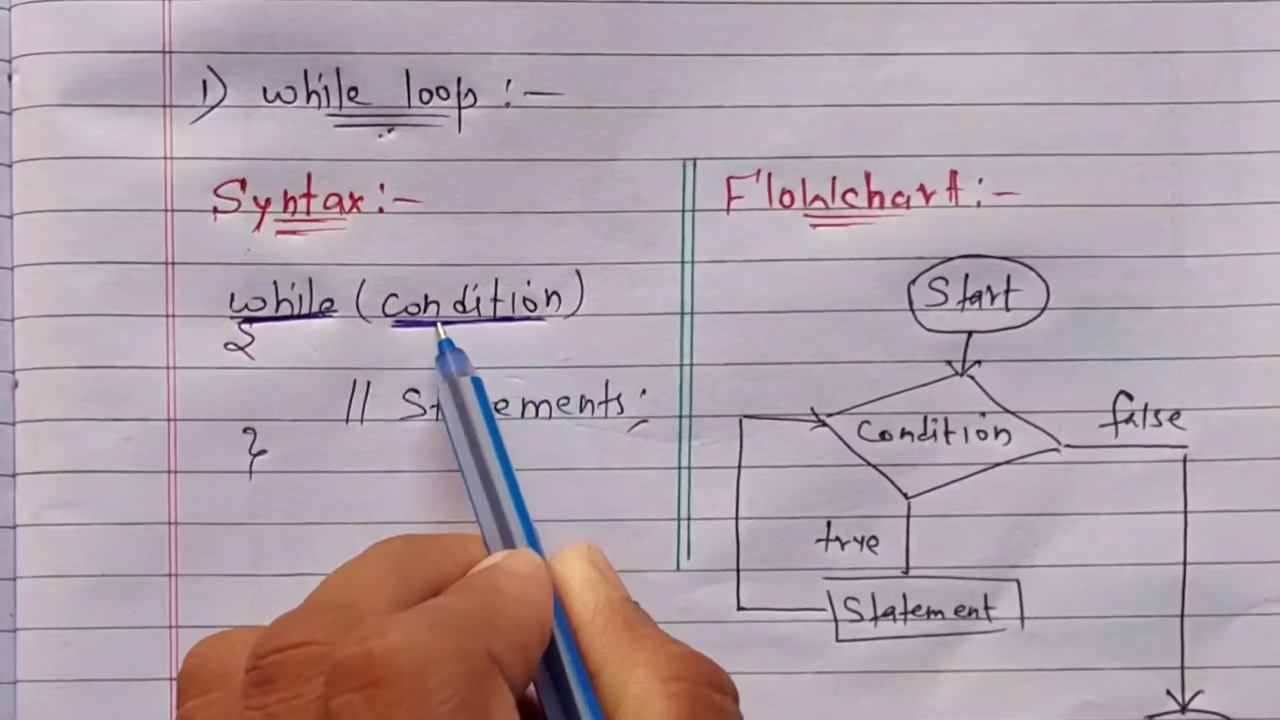 1) while loop :-
Syntax:-
while (condition)
{
// Statements;
}
Flowchart:-
Start
Condition
false
true
Statement